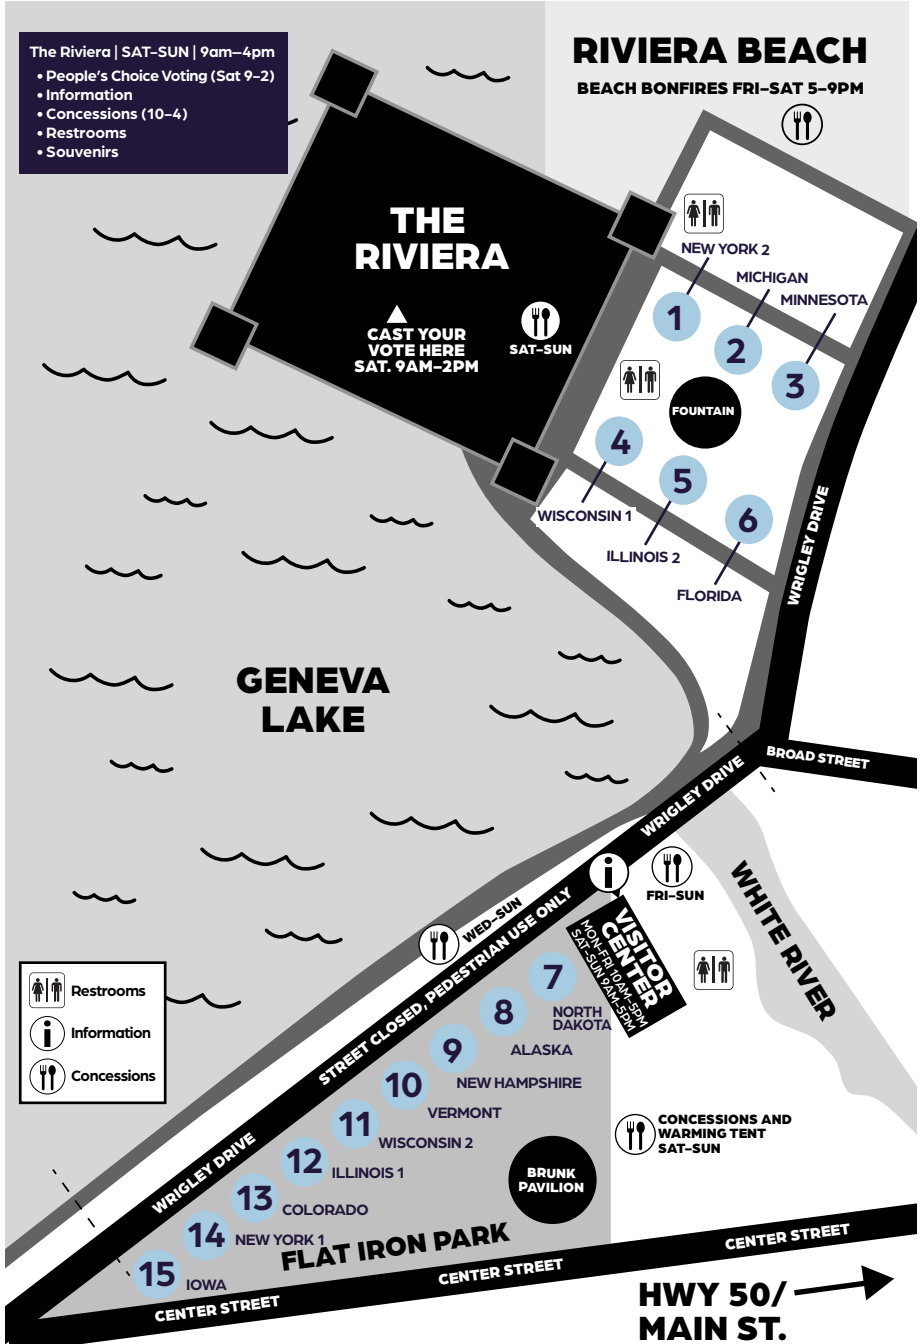 The Riviera | SAT–SUN | 9am–4pm
• People's Choice Voting (Sat 9-2)
• Information
• Concessions (10–4)
• Restrooms
• Souvenirs
RIVIERA BEACH
BEACH BONFIRES FRI–SAT 5–9PM
THE
RIVIERA
CAST YOUR
VOTE HERE
SAT. 9AM–2PM
SAT–SUN
NEW YORK 2
MICHIGAN
MINNESOTA
1
2
3
FOUNTAIN
4
5
6
WISCONSIN 1
ILLINOIS 2
FLORIDA
WRIGLEY DRIVE
GENEVA
LAKE
BROAD STREET
WRIGLEY DRIVE
WHITE RIVER
i
FRI–SUN
WED-SUN
STREET CLOSED, PEDESTRIAN USE ONLY
VISITOR
CENTER
MON-FRI 10AM-5PM
SAT-SUN 9AM-5PM
7
NORTH
DAKOTA
8
ALASKA
9
NEW HAMPSHIRE
10
VERMONT
11
WISCONSIN 2
12
ILLINOIS 1
13
COLORADO
14
NEW YORK 1
15
IOWA
WRIGLEY DRIVE
Restrooms
i
Information
Concessions
CONCESSIONS AND
WARMING TENT
SAT–SUN
BRUNK
PAVILION
FLAT IRON PARK
CENTER STREET
CENTER STREET
CENTER STREET
HWY 50/
MAIN ST.